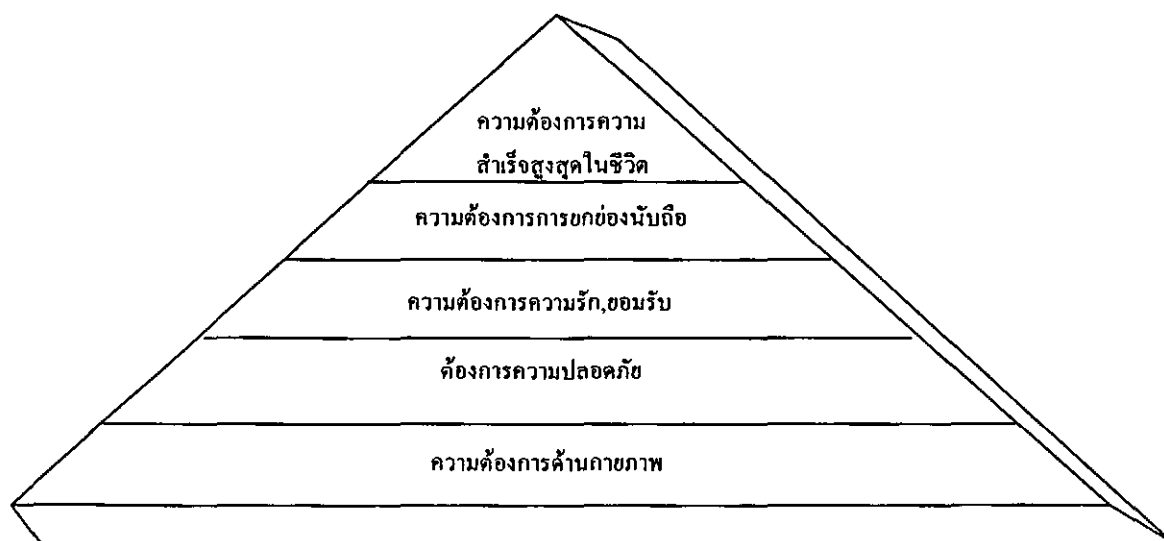 ความต้องการความ
สำเร็จสูงสุดในชีวิต
ความต้องการการยกย่องนับถือ
ความต้องการความรัก,ยอมรับ
ต้องการความปลอดภัย
ความต้องการด้านกายภาพ